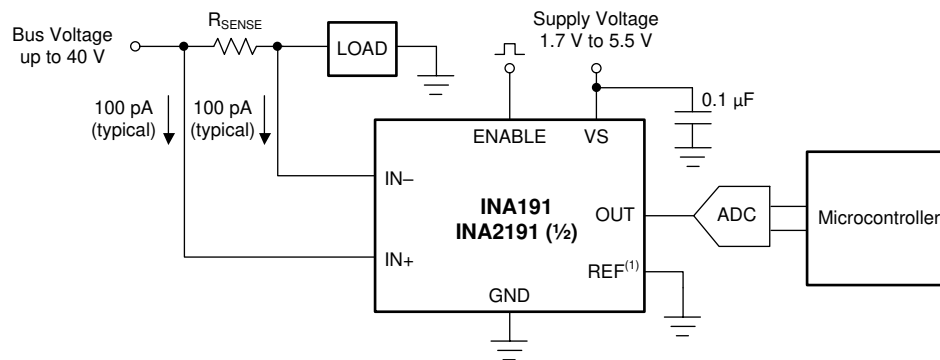 Bus Voltage
up to 40 V
RSENSE
LOAD
Supply Voltage
1.7 V to 5.5 V
100 pA
(typical)
100 pA
(typical)
0.1 µF
ENABLE
VS
IN–
INA191
INA2191 (½)
OUT
ADC
Microcontroller
IN+
REF(1)
GND